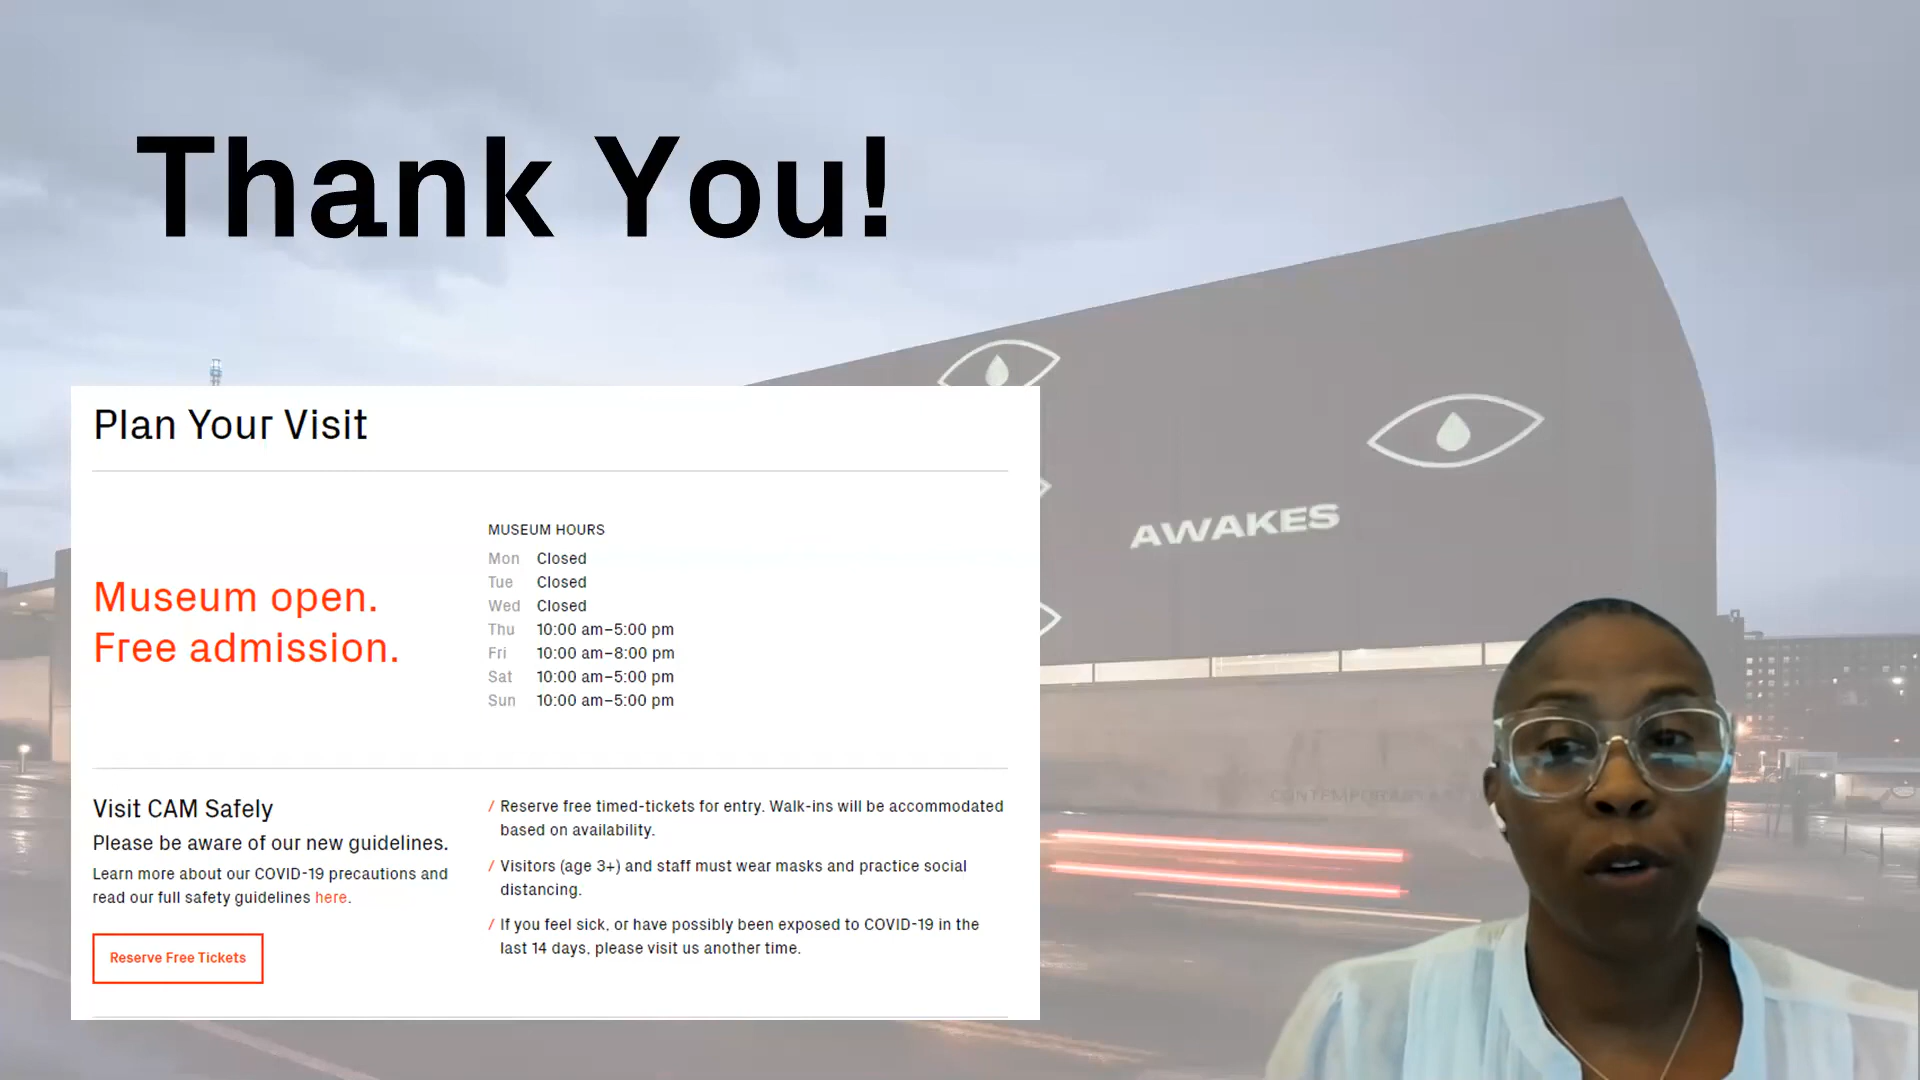 Thank You!
AWAKES
Plan Your Visit
Museum open.
Free admission.
MUSEUM HOURS
Mon Closed
Tue Closed
Wed Closed
Thu 10:00 am–5:00 pm
Fri 10:00 am–8:00 pm
Sat 10:00 am–5:00 pm
Sun 10:00 am–5:00 pm
Visit CAM Safely
Please be aware of our new guidelines.
Learn more about our COVID-19 precautions and
read our full safety guidelines here.
Reserve Free Tickets
/ Reserve free timed-tickets for entry. Walk-ins will be accommodated
based on availability.
/ Visitors (age 3+) and staff must wear masks and practice social
distancing.
/ If you feel sick, or have possibly been exposed to COVID-19 in the
last 14 days, please visit us another time.
CONTEMPORARY